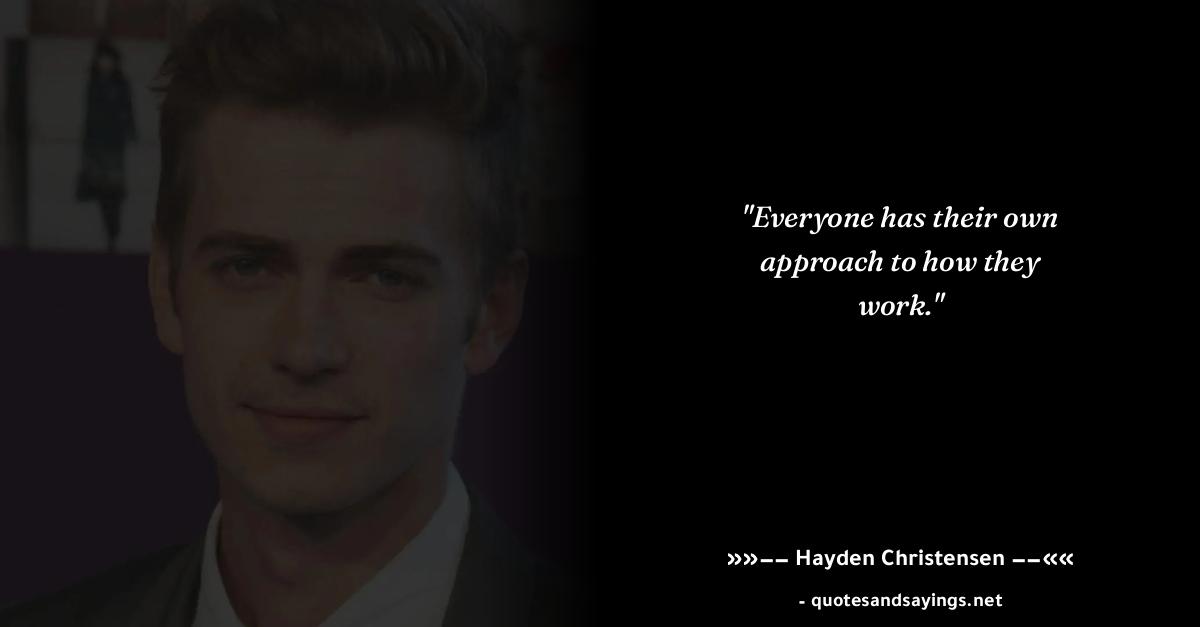 "Everyone has their own
approach to how they
work."
»»−− Hayden Christensen −−««
- quotesandsayings.net